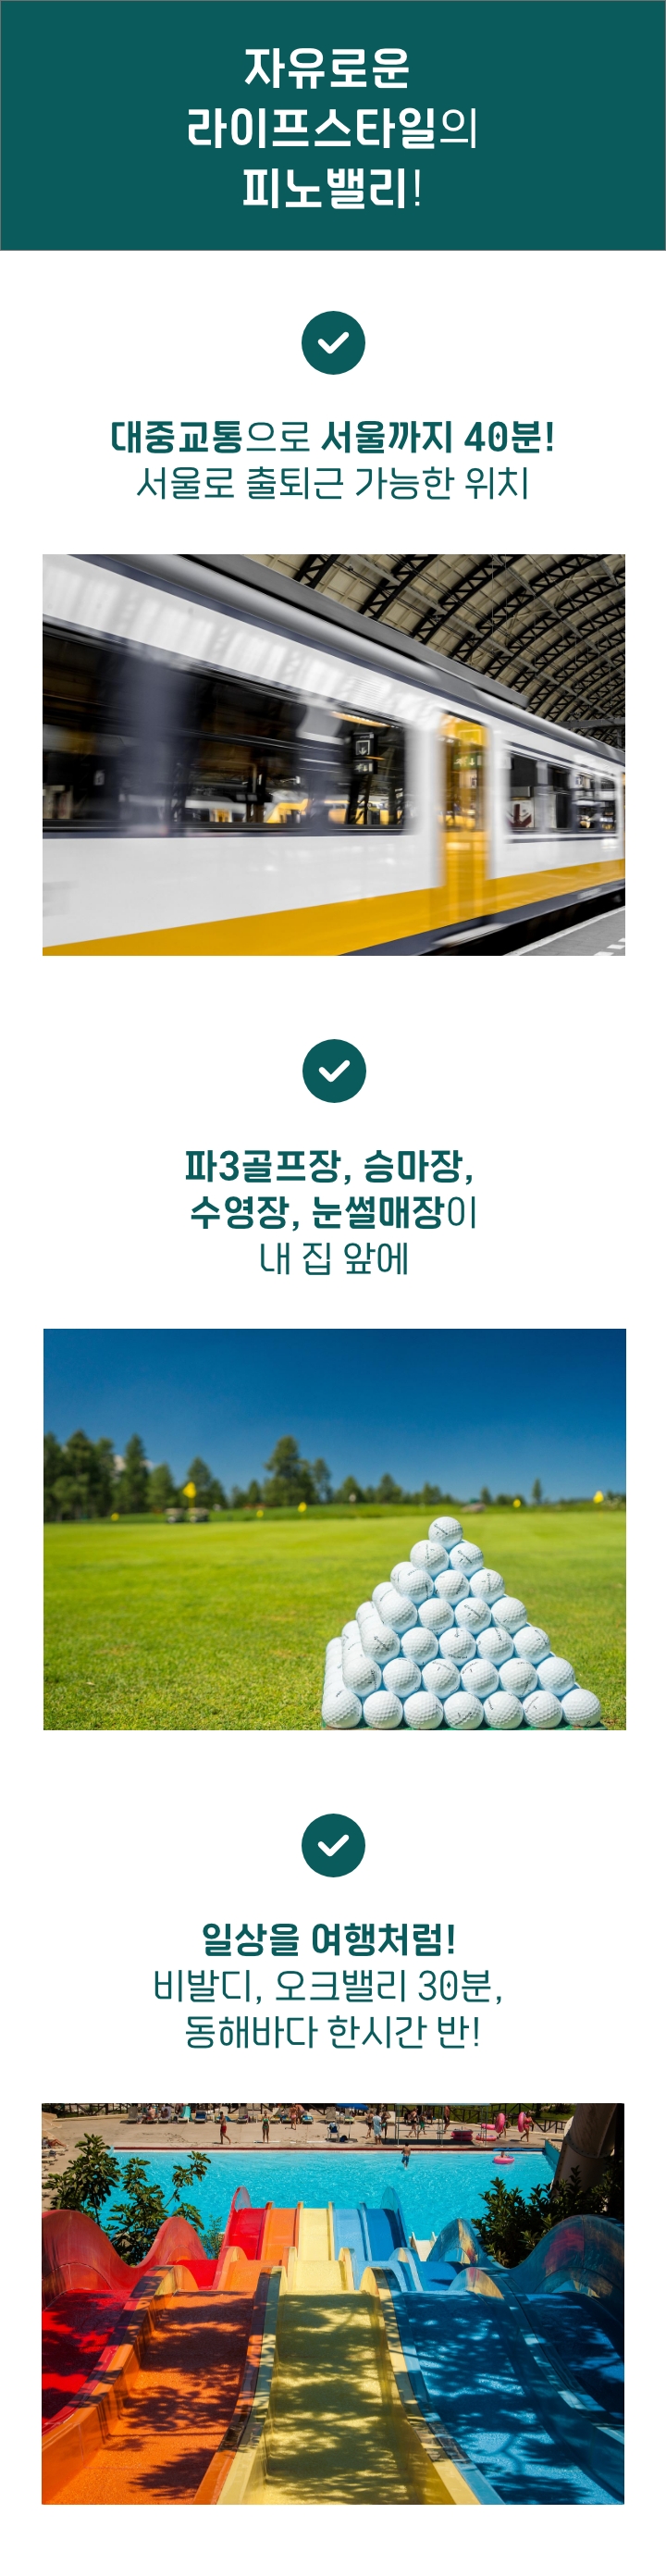 자유로운
라이프스타일의
피노밸리!
대중교통으로 서울까지 40분!
서울로 출퇴근 가능한 위치
파3골프장, 승마장,
수영장, 눈썰매장이
내 집 앞에
일상을 여행처럼!
비발디, 오크밸리 30분,
동해바다 한시간 반!